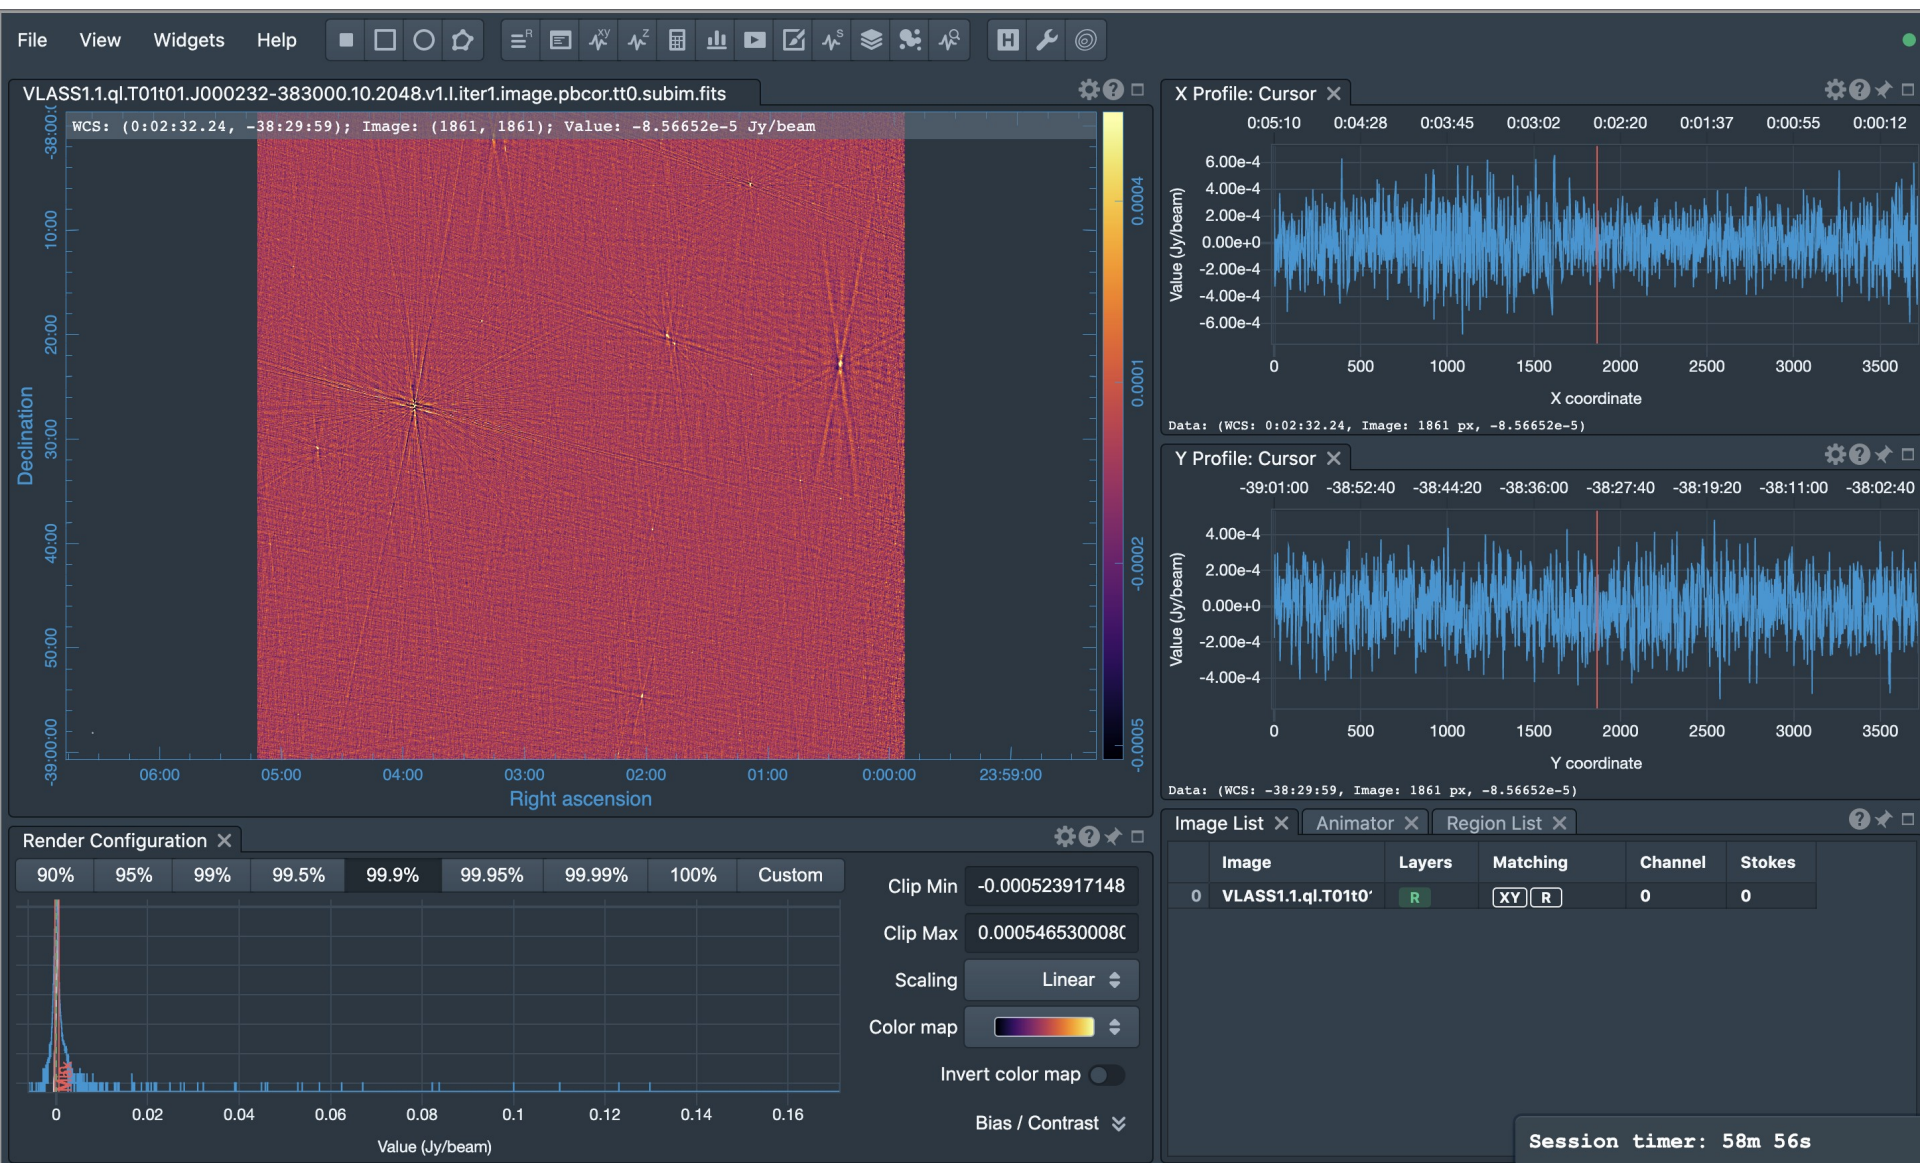 File View Widgets Help
VLASS1.1.ql.T01t01.J000232-383000.10.2048.v1.I.iter1.image.pbcor.tt0.subim.fits
WCS: (0:02:32.24, -38:29:59); Image: (1861, 1861); Value: -8.56652e-5 Jy/beam
10:00
20:00
30:00
40:00
50:00
-39:00:00
Declination
06:00 05:00 04:00 03:00 02:00 01:00 0:00:00 23:59:00
Right ascension
0.0004
0.0001
-0.0002
-0.0005
X Profile: Cursor
0:05:10 0:04:28 0:03:45 0:03:02 0:02:20 0:01:37 0:00:55 0:00:12
6.00e-4
4.00e-4
2.00e-4
0.00e+0
-2.00e-4
-4.00e-4
-6.00e-4
Value (Jy/beam)
0 500 1000 1500 2000 2500 3000 3500
X coordinate
Data: (WCS: 0:02:32.24, Image: 1861 px, -8.56652e-5)
Y Profile: Cursor
-39:01:00 -38:52:40 -38:44:20 -38:36:00 -38:27:40 -38:19:20 -38:11:00 -38:02:40
4.00e-4
2.00e-4
0.00e+0
-2.00e-4
-4.00e-4
Value (Jy/beam)
0 500 1000 1500 2000 2500 3000 3500
Y coordinate
Data: (WCS: -38:29:59, Image: 1861 px, -8.56652e-5)
Render Configuration
90% 95% 99% 99.5% 99.9% 99.95% 99.99% 100% Custom
0 0.02 0.04 0.06 0.08 0.1 0.12 0.14 0.16
Value (Jy/beam)
Clip Min -0.000523917148
Clip Max 0.00054653008
Scaling Linear
Color map
Invert color map
Bias / Contrast
Image List Animator Region List
Image Layers Matching Channel Stokes
0 VLASS1.1.ql.T01t0 R XY R 0 0
Session timer: 58m 56s